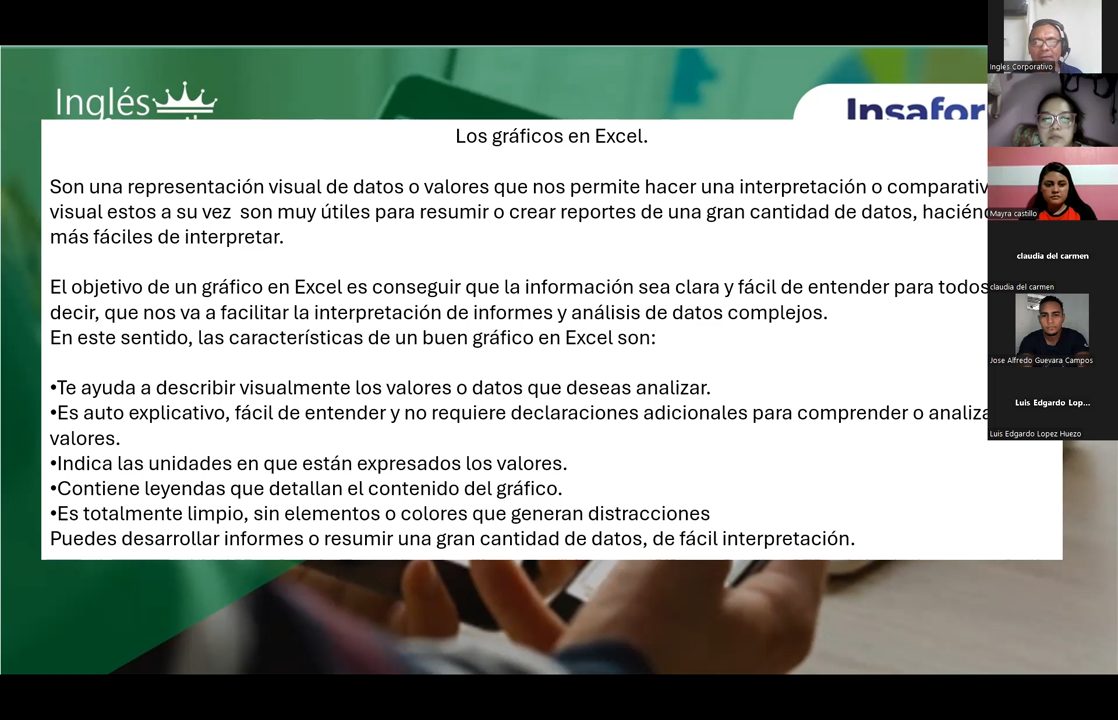 Inglés
Insafor
Los gráficos en Excel.
Son una representación visual de datos o valores que nos permite hacer una interpretación o comparativ
visual estos a su vez  son muy útiles para resumir o crear reportes de una gran cantidad de datos, hacién
más fáciles de interpretar.
El objetivo de un gráfico en Excel es conseguir que la información sea clara y fácil de entender para todos
decir, que nos va a facilitar la interpretación de informes y análisis de datos complejos.
En este sentido, las características de un buen gráfico en Excel son:
•Te ayuda a describir visualmente los valores o datos que deseas analizar.
•Es auto explicativo, fácil de entender y no requiere declaraciones adicionales para comprender o analiza
valores.
•Indica las unidades en que están expresados los valores.
•Contiene leyendas que detallan el contenido del gráfico.
•Es totalmente limpio, sin elementos o colores que generan distracciones
Puedes desarrollar informes o resumir una gran cantidad de datos, de fácil interpretación.
Ingles Corporativo
Mayra castillo
claudia del carmen
claudia del carmen
Jose Alfredo Guevara Campos
Luis Edgardo Lop...
Luis Edgardo Lopez Huezo